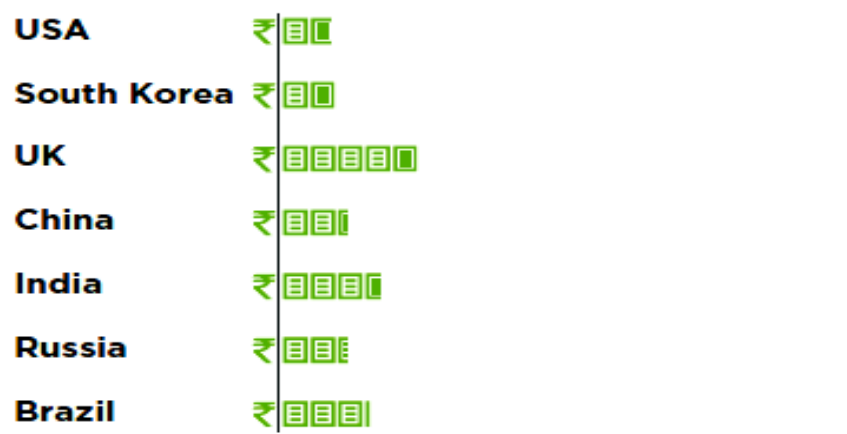 USA ₹
South Korea ₹
UK ₹
China ₹
India ₹
Russia ₹
Brazil ₹